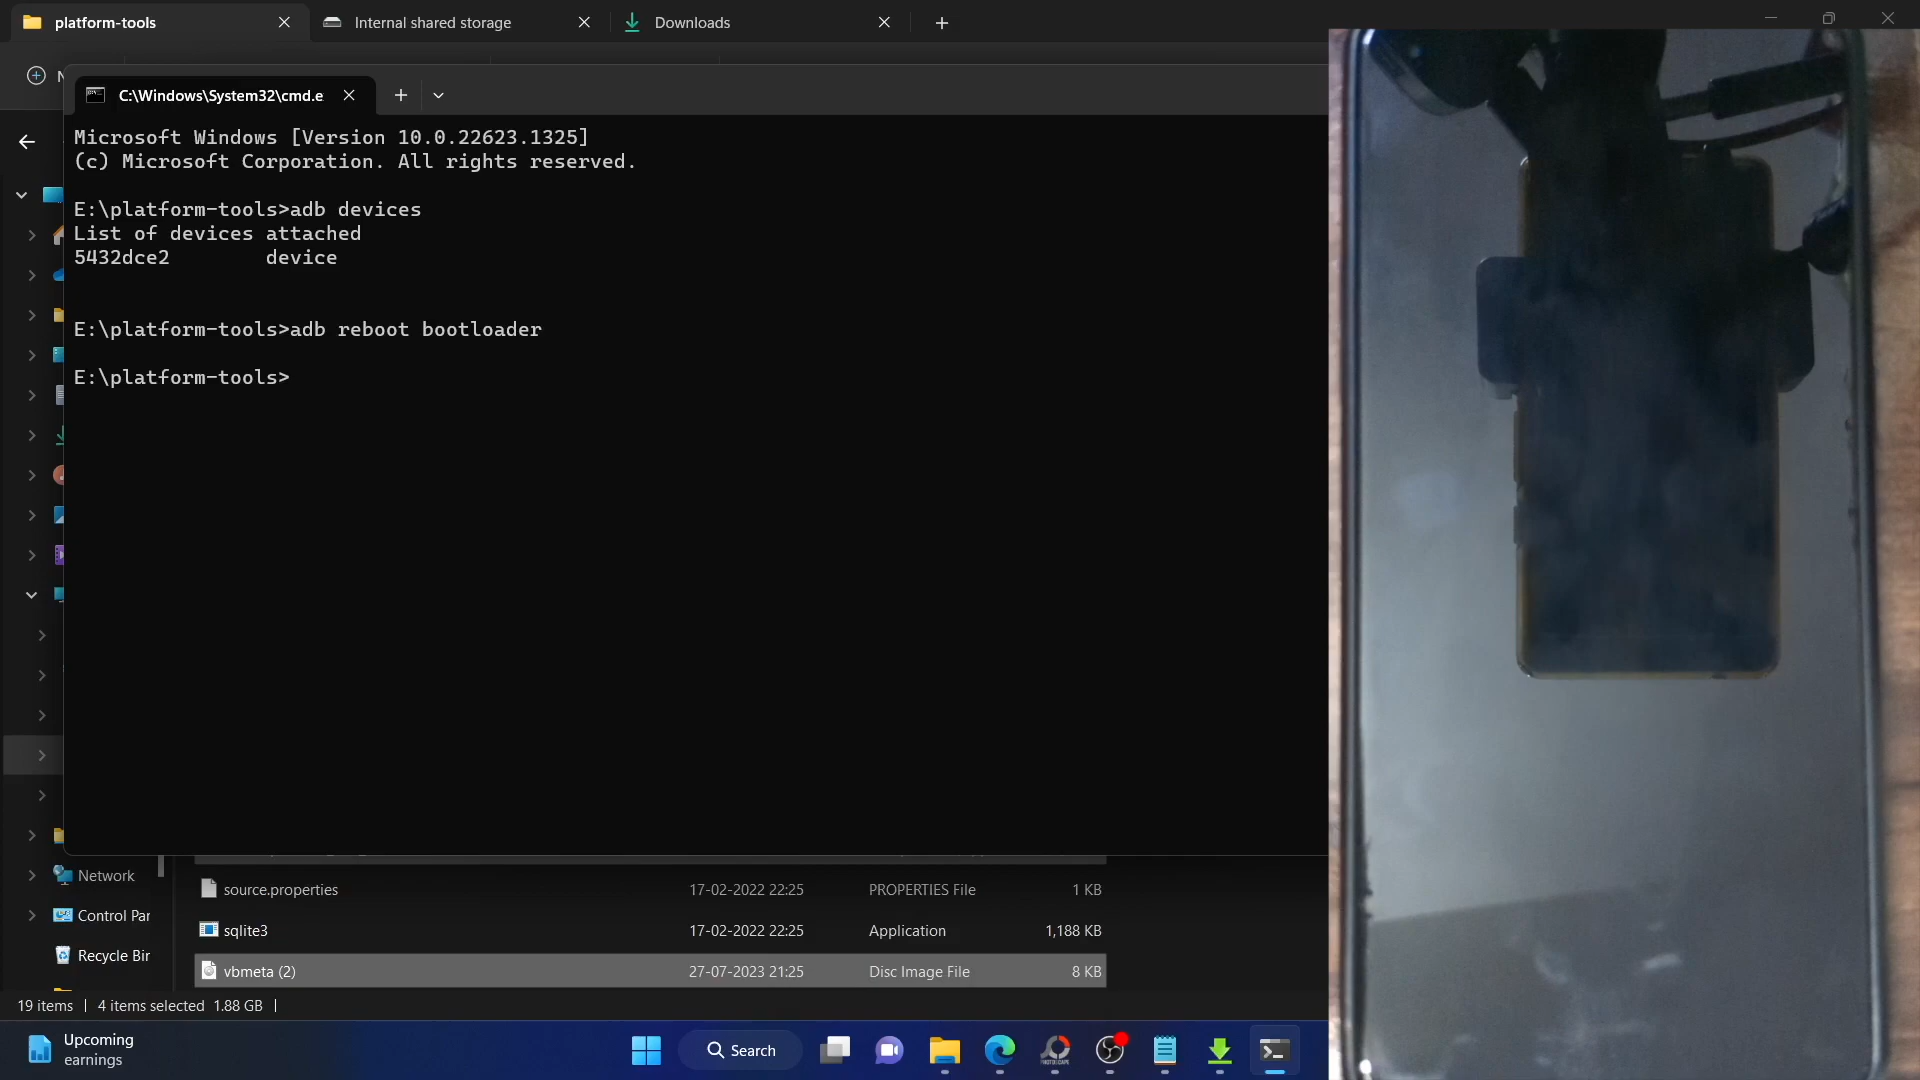 platform-tools
Internal shared storage
Downloads
C:\Windows\System32\cmd.e
Microsoft Windows [Version 10.0.22623.1325]
(c) Microsoft Corporation. All rights reserved.
E:\platform-tools>adb devices
List of devices attached
5432dce2        device
E:\platform-tools>adb reboot bootloader
E:\platform-tools>
Network
Control Par
Recycle Bir
source.properties 17-02-2022 22:25 PROPERTIES File 1 KB
sqlite3 17-02-2022 22:25 Application 1,188 KB
vbmeta (2) 27-07-2023 21:25 Disc Image File 8 KB
19 items | 4 items selected 1.88 GB |
Upcoming
earnings
Search